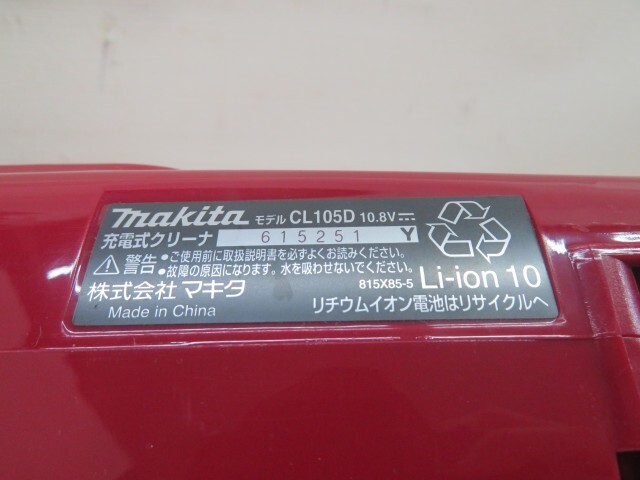 makita モデル CL105D 10.8V
充電式クリーナ 615251 Y
警告 ●ご使用前に取扱説明書を必ずよくお読みください。
●故障の原因になります。水を吸わせないでください。
株式会社 マキタ 815X85-5 Li-ion 10
Made in China リチウムイオン電池はリサイクルへ